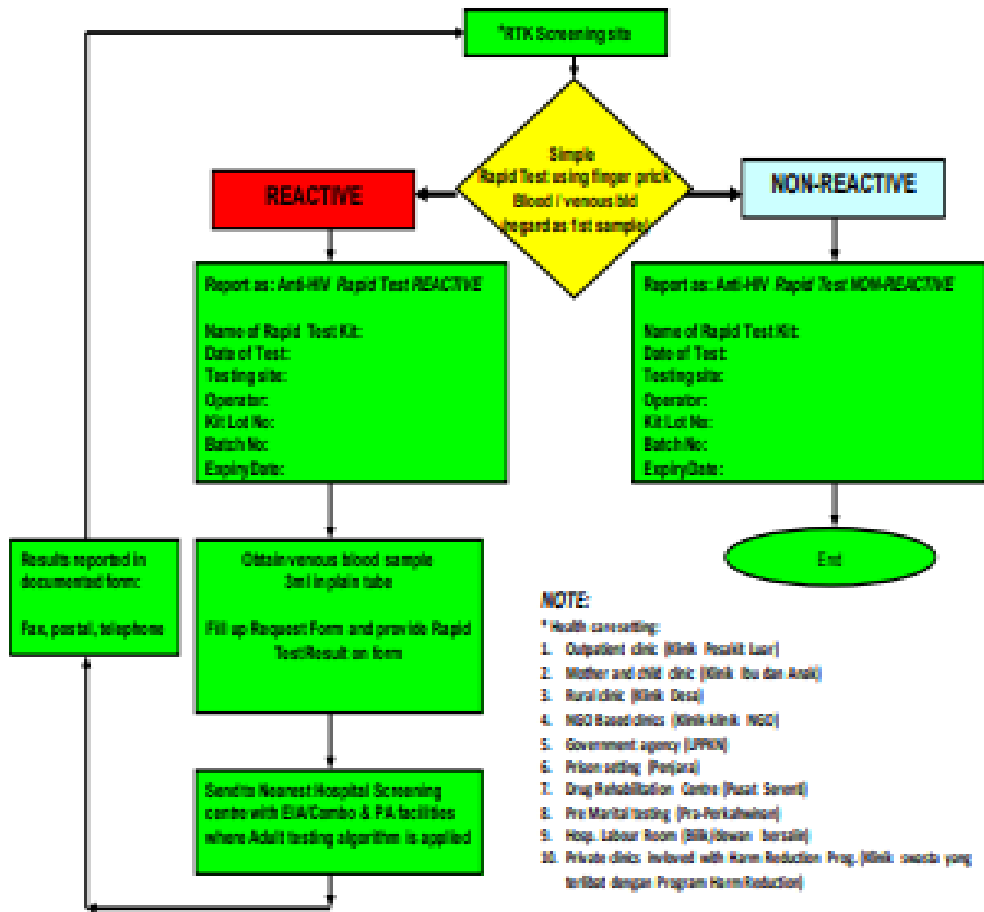 *RTK Screening site
Simple
Rapid Test using finger prick
Blood / venous bld
(regard as 1st sample)
REACTIVE
NON-REACTIVE
Report as: Anti-HIV Rapid Test REACTIVE
Name of Rapid Test Kit:
Date of Test:
Testing site:
Operator:
Kit Lot No:
Batch No:
Expiry Date:
Report as: Anti-HIV Rapid Test NON-REACTIVE
Name of Rapid Test Kit:
Date of Test:
Testing site:
Operator:
Kit Lot No:
Batch No:
Expiry Date:
Results reported in
documented form:
Fax, postal, telephone
Obtain venous blood sample
3ml in plain tube
Fill up Request Form and provide Rapid
Test Result on form
End
Send to Nearest Hospital Screening
centre with EIA/Combo & PA facilities
where Adult testing algorithm is applied
NOTE:
* Health care setting:
1. Outpatient clinic (Klinik Pesakit Luar)
2. Mother and child clinic (Klinik Ibu dan Anak)
3. Rural clinic (Klinik Desa)
4. NGO Based clinics (Klinik-klinik NGO)
5. Government agency (LPPKN)
6. Prison setting (Penjara)
7. Drug Rehabilitation Centre (Pusat Serenti)
8. Pre Marital testing (Pra-Perkahwinan)
9. Hosp. Labour Room (Bilik/dewan bersalin)
10. Private clinics involved with Harm Reduction Prog. (Klinik swasta yang
terlibat dengan Program Harm Reduction)